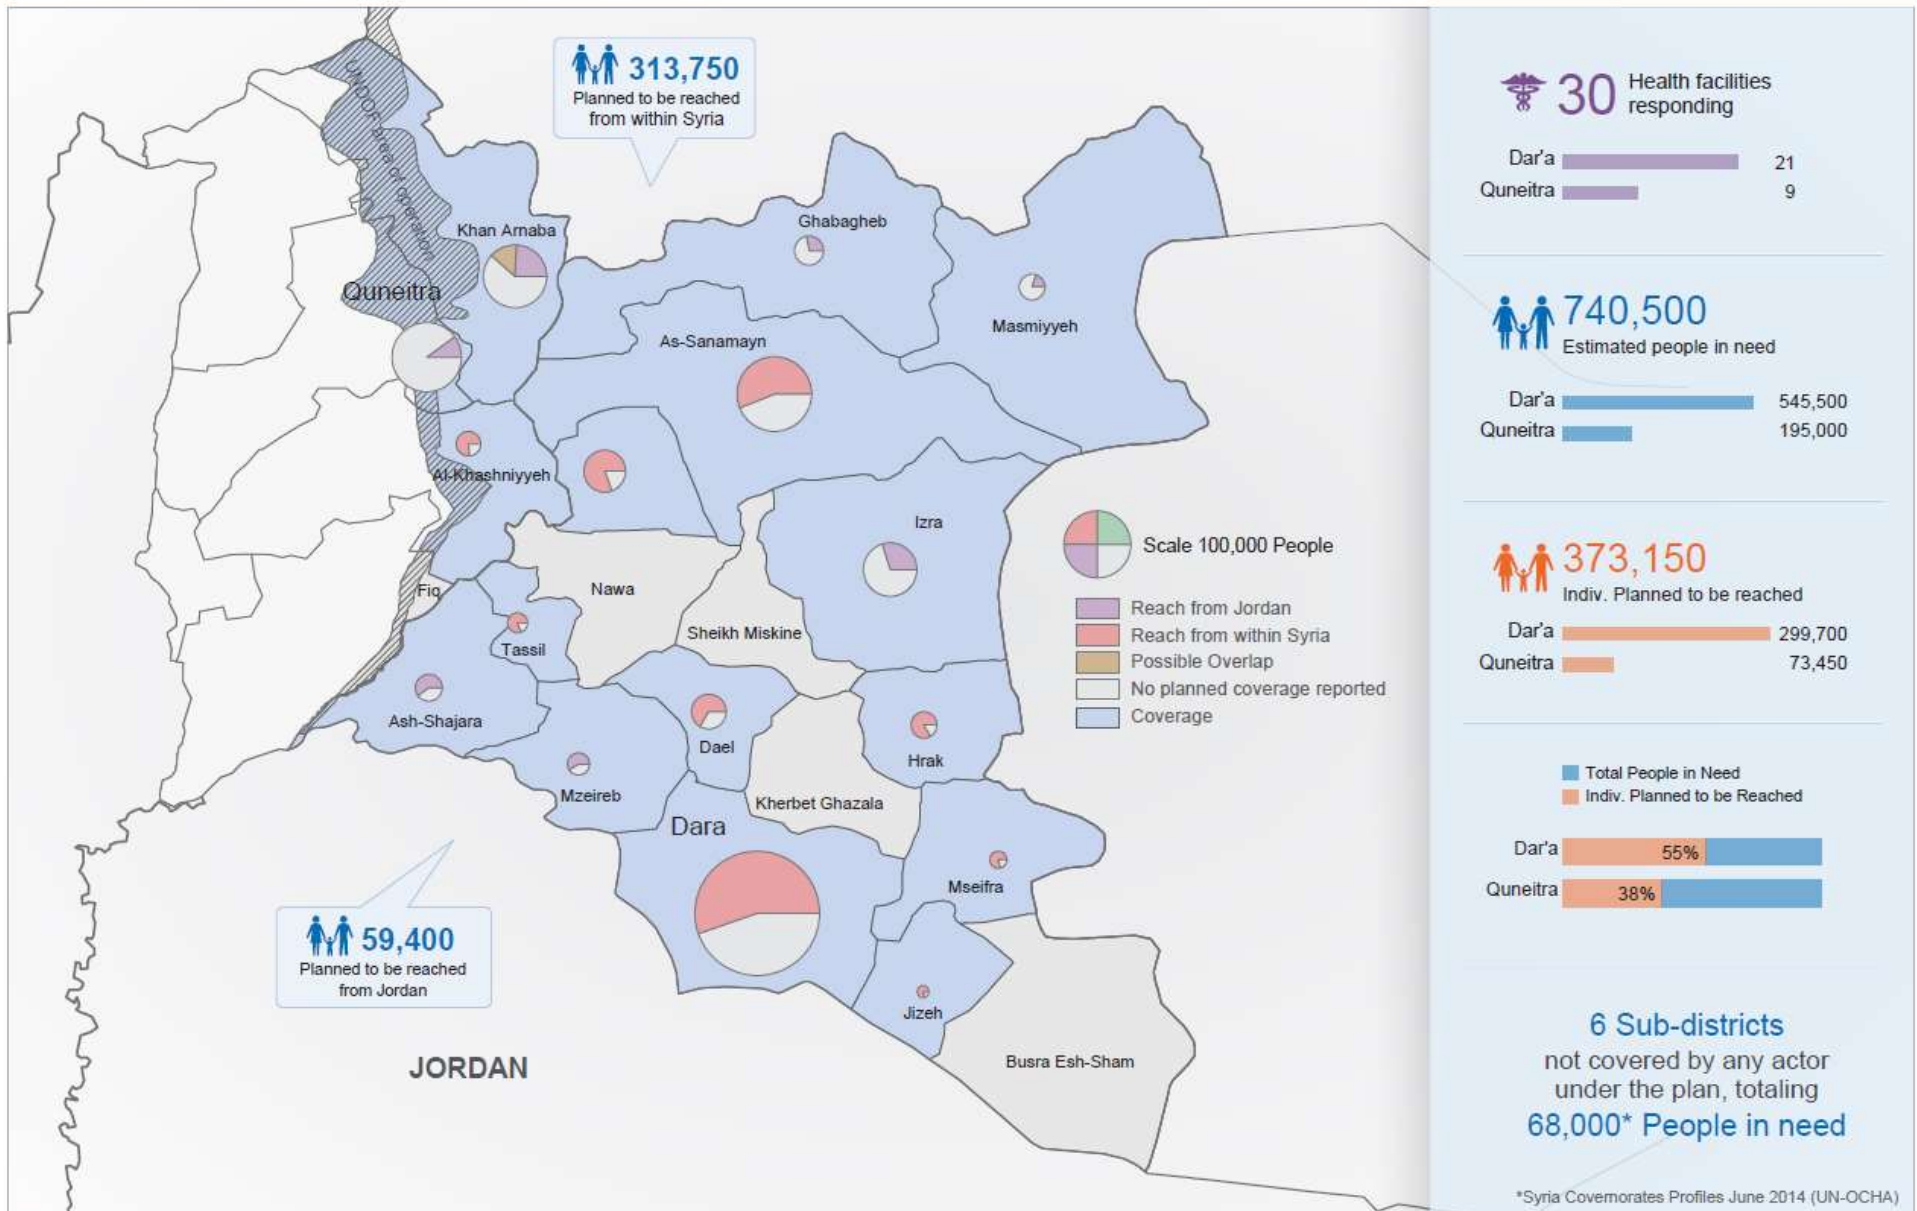 UNDOF area of operation
313,750
Planned to be reached
from within Syria
Khan Arnaba
Quneitra
Ghabagheb
Masmiyyeh
As-Sanamayn
Al-Khashniyyeh
Izra
Fiq
Nawa
Tassil
Sheikh Miskine
Ash-Shajara
Dael
Hrak
Mzeireb
Kherbet Ghazala
Dara
Mseifra
Jizeh
Busra Esh-Sham
59,400
Planned to be reached
from Jordan
JORDAN
Scale 100,000 People
Reach from Jordan
Reach from within Syria
Possible Overlap
No planned coverage reported
Coverage
30 Health facilities
responding
Dar'a 21
Quneitra 9
740,500
Estimated people in need
Dar'a 545,500
Quneitra 195,000
373,150
Indiv. Planned to be reached
Dar'a 299,700
Quneitra 73,450
Total People in Need
Indiv. Planned to be Reached
Dar'a 55%
Quneitra 38%
6 Sub-districts
not covered by any actor
under the plan, totaling
68,000* People in need
*Syria Covernorates Profiles June 2014 (UN-OCHA)